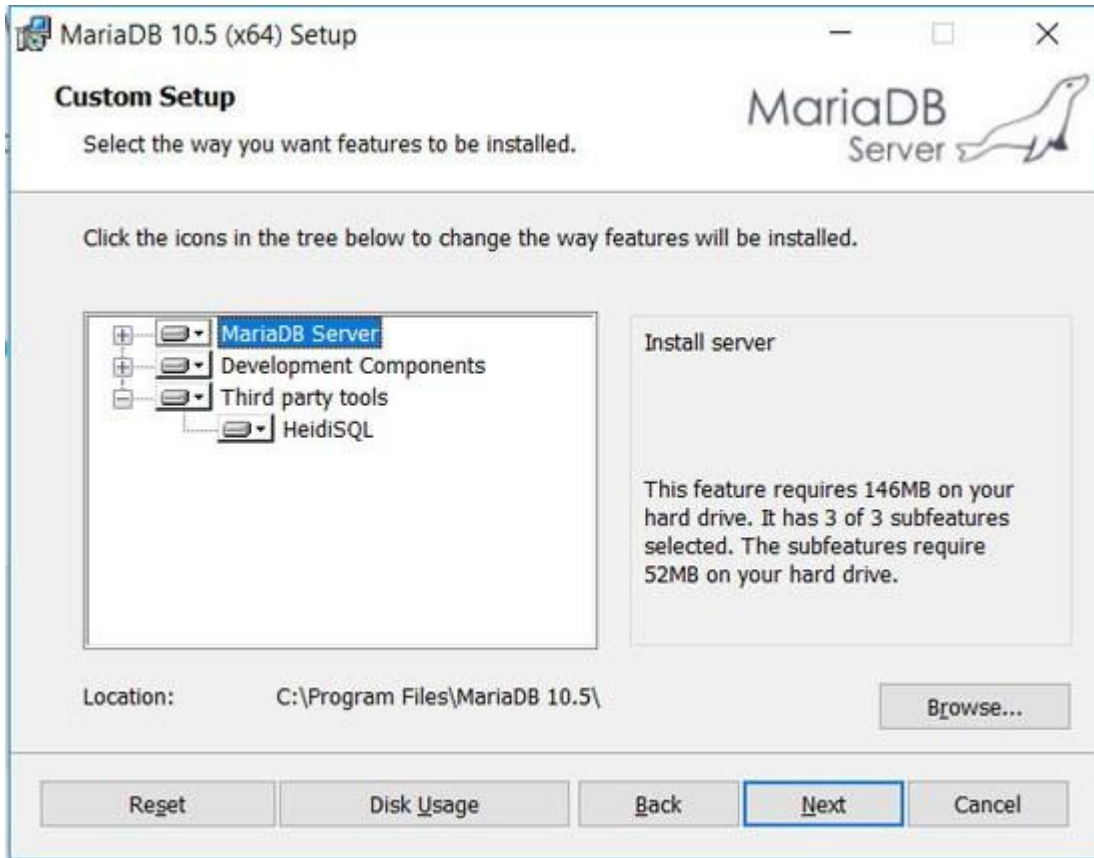 MariaDB 10.5 (x64) Setup
Custom Setup
Select the way you want features to be installed.
MariaDB
Server
Click the icons in the tree below to change the way features will be installed.
MariaDB Server
Development Components
Third party tools
HeidiSQL
Install server
This feature requires 146MB on your
hard drive. It has 3 of 3 subfeatures
selected. The subfeatures require
52MB on your hard drive.
Location: C:\Program Files\MariaDB 10.5\
Browse...
Reset Disk Usage Back Next Cancel